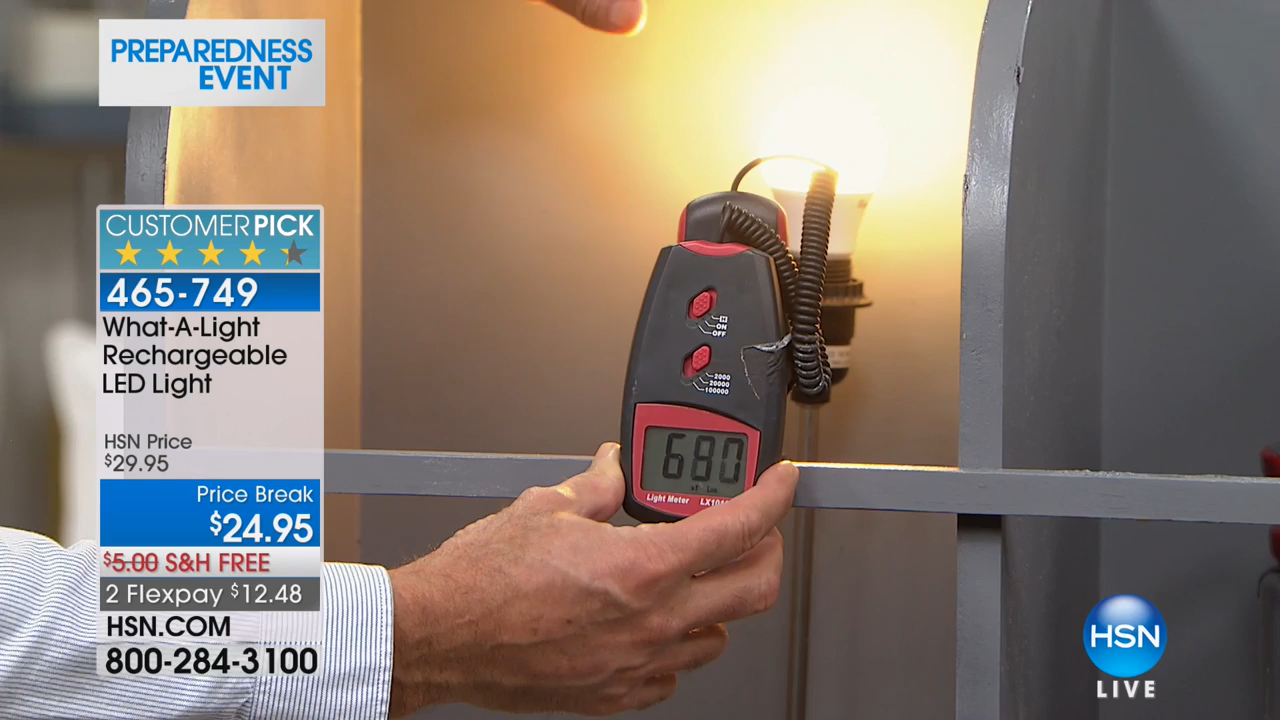 PREPAREDNESS
EVENT
CUSTOMER PICK
465-749
What-A-Light
Rechargeable
LED Light
HSN Price
$29.95
Price Break
$24.95
$5.00 S&H FREE
2 Flexpay $12.48
HSN.COM
800-284-3100
H
ON
OFF
2000
20000
100000
680
Light Meter
HSN
LIVE